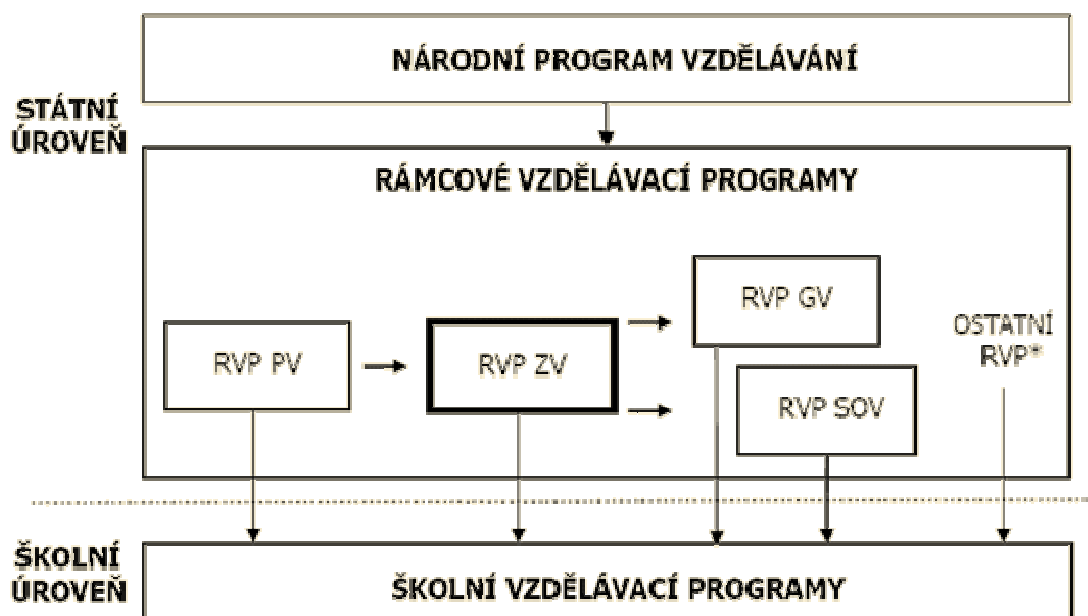 NÁRODNÍ PROGRAM VZDĚLÁVÁNÍ
STÁTNÍ
ÚROVEŇ
RÁMCOVÉ VZDĚLÁVACÍ PROGRAMY
RVP PV
RVP ZV
RVP GV
RVP SOV
OSTATNÍ
RVP*
ŠKOLNÍ
ÚROVEŇ
ŠKOLNÍ VZDĚLÁVACÍ PROGRAMY